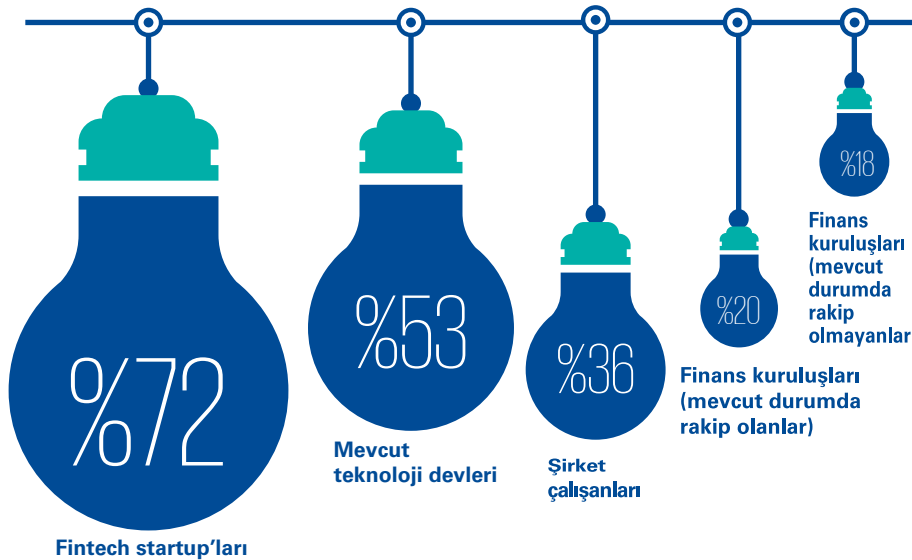 %72
Fintech startup’ları
%53
Mevcut
teknoloji devleri
%36
Şirket
çalışanları
%20
Finans kuruluşları
(mevcut durumda
rakip olanlar)
%18
Finans
kuruluşları
(mevcut
durumda
rakip
olmayanlar